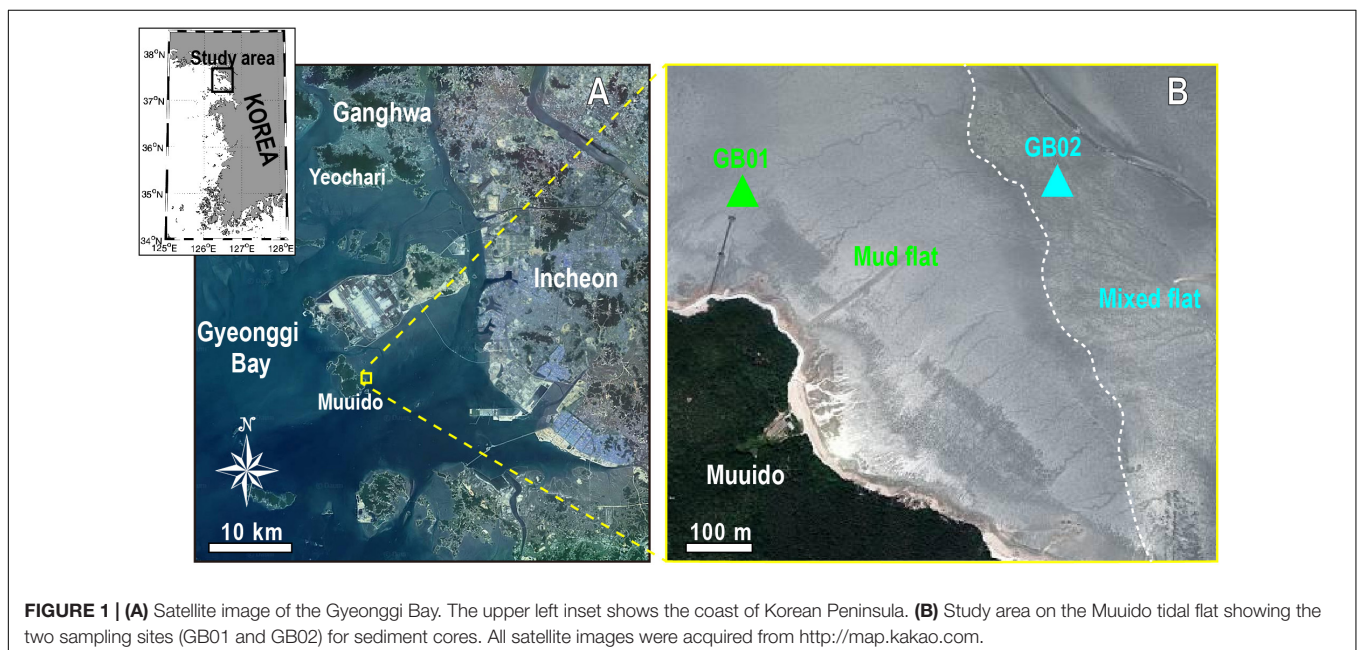 38°N
37°N
36°N
35°N
34°N
125°E
126°E
127°E
128°E
Study area
KOREA
A
Ganghwa
Yeochari
Incheon
Gyeonggi
Bay
Muuido
N
10 km
B
GB01
GB02
Mud flat
Mixed flat
Muuido
100 m
FIGURE 1 | (A) Satellite image of the Gyeonggi Bay. The upper left inset shows the coast of Korean Peninsula. (B) Study area on the Muuido tidal flat showing the
two sampling sites (GB01 and GB02) for sediment cores. All satellite images were acquired from http://map.kakao.com.